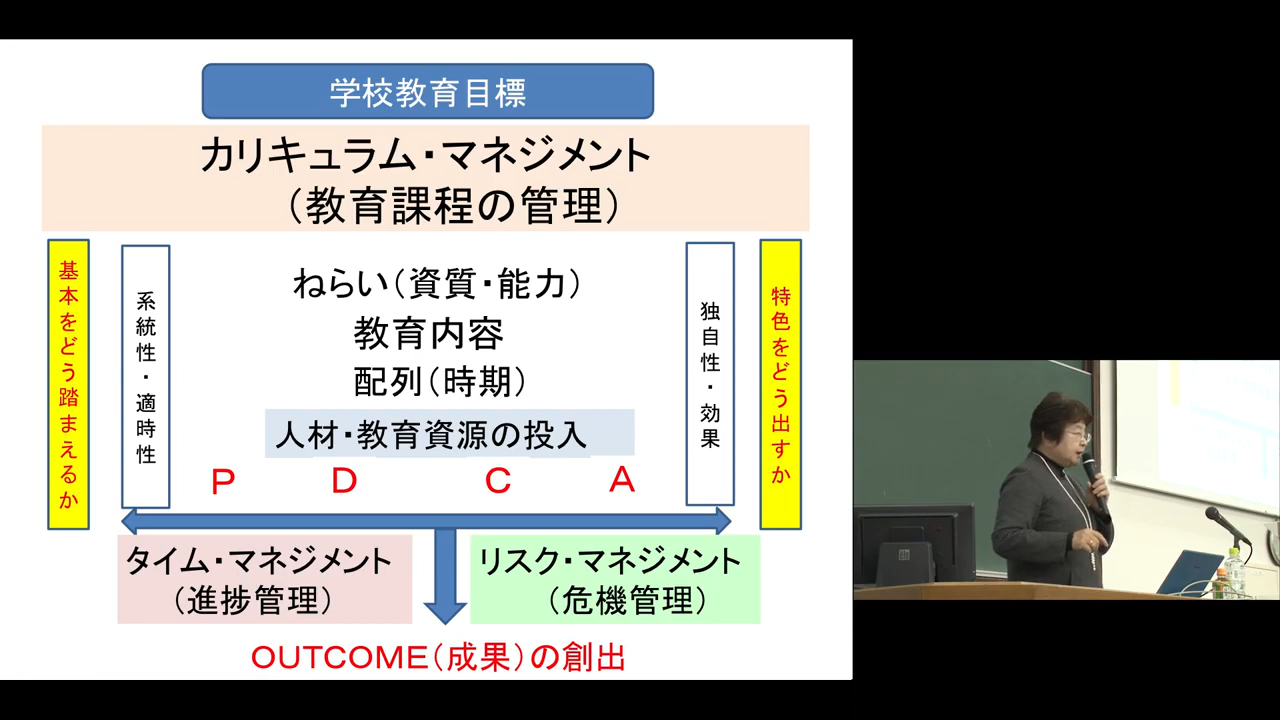 学校教育目標
カリキュラム・マネジメント
（教育課程の管理）
基本をどう踏まえるか
系統性・適時性
ねらい（資質・能力）
教育内容
配列（時期）
人材・教育資源の投入
P D C A
独自性・効果
特色をどう出すか
タイム・マネジメント
（進捗管理）
リスク・マネジメント
（危機管理）
OUTCOME（成果）の創出